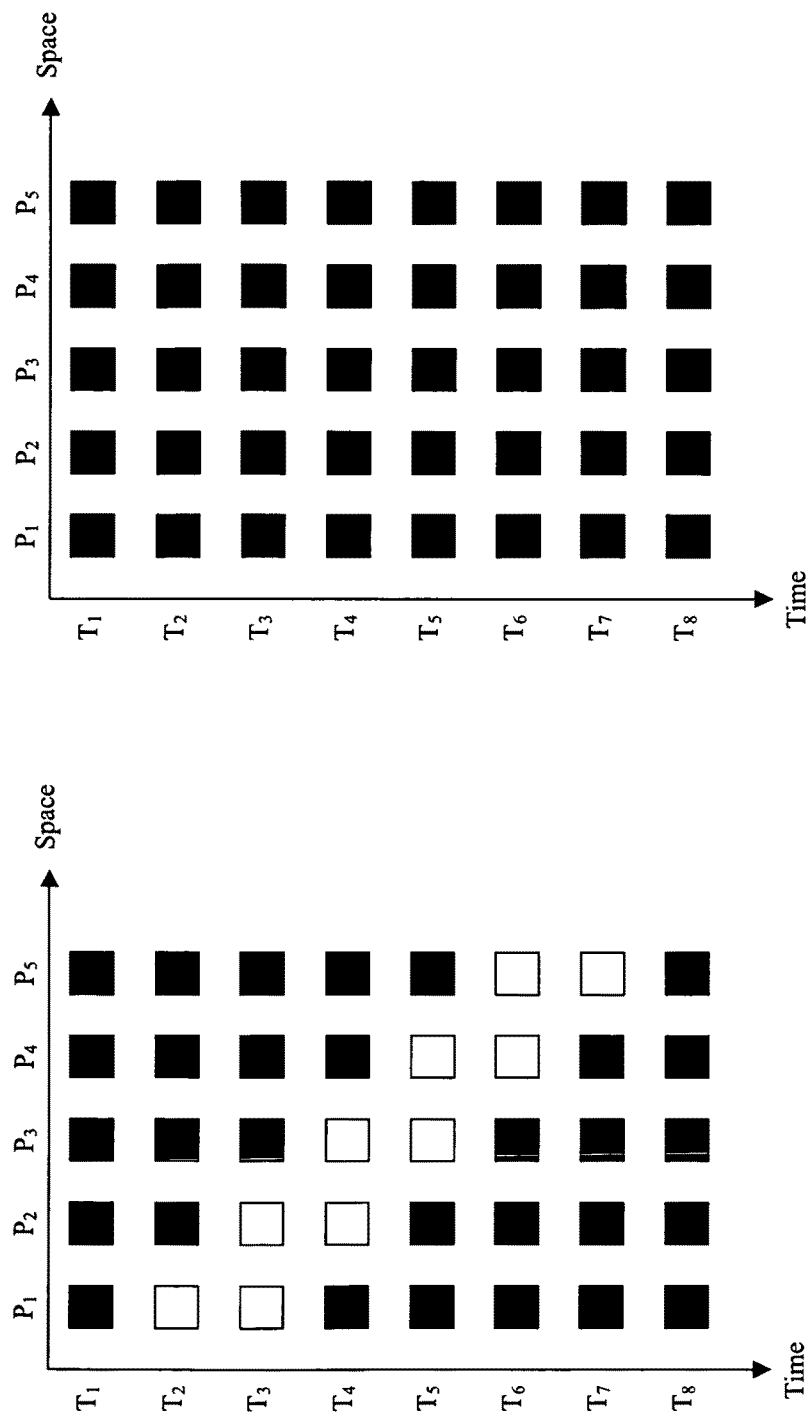 Space
P₁ P₂ P₃ P₄ P₅
T₁
T₂
T₃
T₄
T₅
T₆
T₇
T₈
Time
Space
P₁ P₂ P₃ P₄ P₅
T₁
T₂
T₃
T₄
T₅
T₆
T₇
T₈
Time